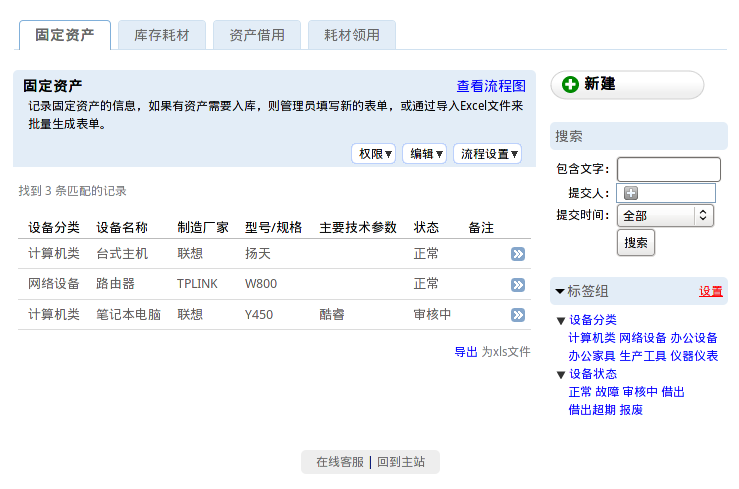 固定资产 库存耗材 资产借用 耗材领用
固定资产 查看流程图
记录固定资产的信息，如果有资产需要入库，则管理员填写新的表单，或通过导入Excel文件来
批量生成表单。
权限▼ 编辑▼ 流程设置▼
找到 3 条匹配的记录
设备分类 设备名称 制造厂家 型号/规格 主要技术参数 状态 备注
计算机类 台式主机 联想 扬天 正常
网络设备 路由器 TPLINK W800 正常
计算机类 笔记本电脑 联想 Y450 酷睿 审核中
导出 为xls文件
新建
搜索
包含文字：
提交人：
提交时间： 全部
搜索
标签组 设置
设备分类
计算机类 网络设备 办公设备
办公家具 生产工具 仪器仪表
设备状态
正常 故障 审核中 借出
借出超期 报废
在线客服 | 回到主站